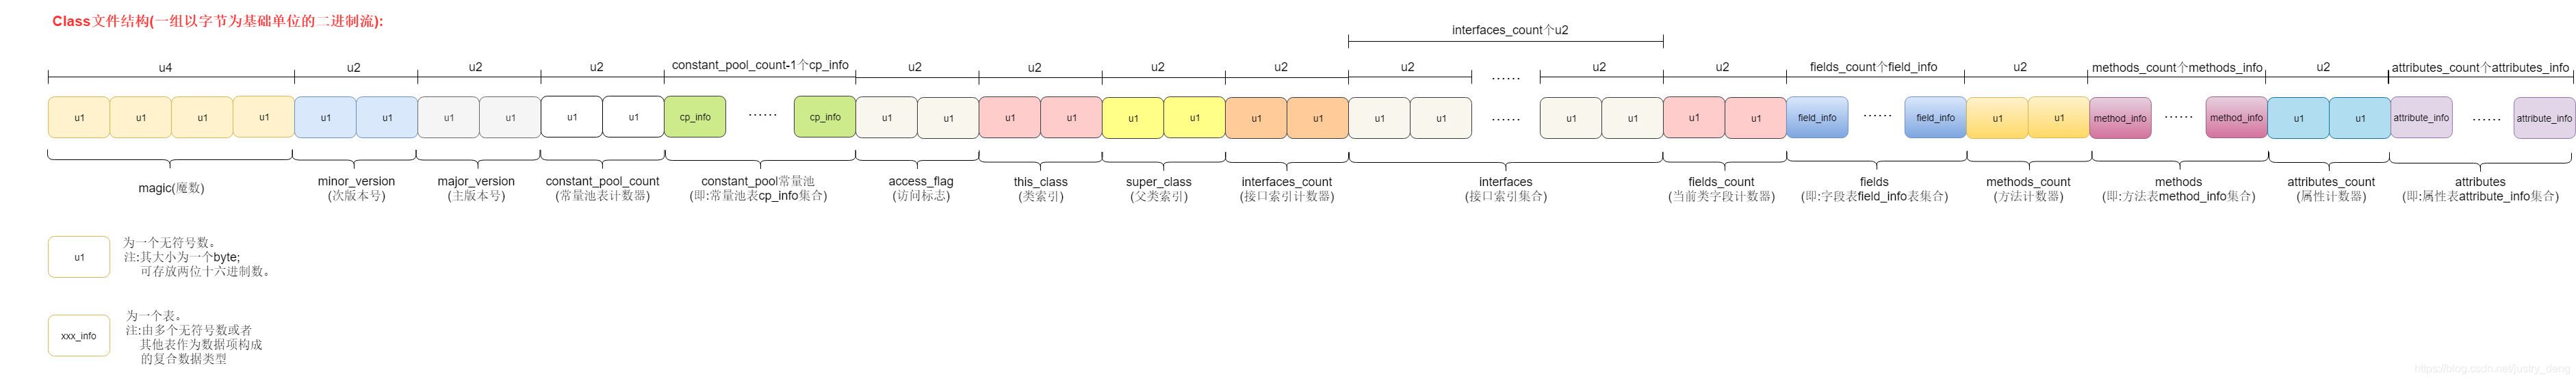 Class文件结构(一组以字节为基础单位的二进制流):
interfaces_count个u2
u4 u2 u2 u2 constant_pool_count-1个cp_info u2 u2 u2 u2 u2 ...... u2 u2 fields_count个field_info u2 methods_count个methods_info u2 attributes_count个attributes_info
u1 u1 u1 u1 u1 u1 u1 u1 u1 u1 cp_info ...... cp_info u1 u1 u1 u1 u1 u1 u1 u1 u1 u1 ...... u1 u1 u1 u1 field_info ...... field_info u1 u1 method_info ...... method_info u1 u1 attribute_info ...... attribute_info
magic(魔数)
minor_version
(次版本号)
major_version
(主版本号)
constant_pool_count
(常量池表计数器)
constant_pool常量池
(即:常量池表cp_info集合)
access_flag
(访问标志)
this_class
(类索引)
super_class
(父类索引)
interfaces_count
(接口索引计数器)
interfaces
(接口索引集合)
fields_count
(当前类字段计数器)
fields
(即:字段表field_info表集合)
methods_count
(方法计数器)
methods
(即:方法表method_info集合)
attributes_count
(属性计数器)
attributes
(即:属性表attribute_info集合)
u1
为一个无符号数。
注:其大小为一个byte;
可存放两位十六进制数。
xxx_info
为一个表。
注:由多个无符号数或者
其他表作为数据项构成
的复合数据类型
https://blog.csdn.net/justry_deng